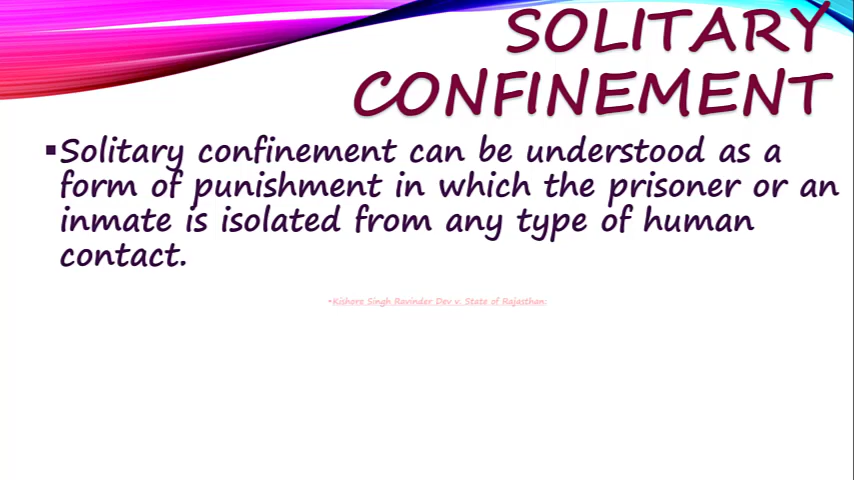 SOLITARY
CONFINEMENT
▪Solitary confinement can be understood as a
form of punishment in which the prisoner or an
inmate is isolated from any type of human
contact.
•Kishore Singh Ravinder Dev v. State of Rajasthan: